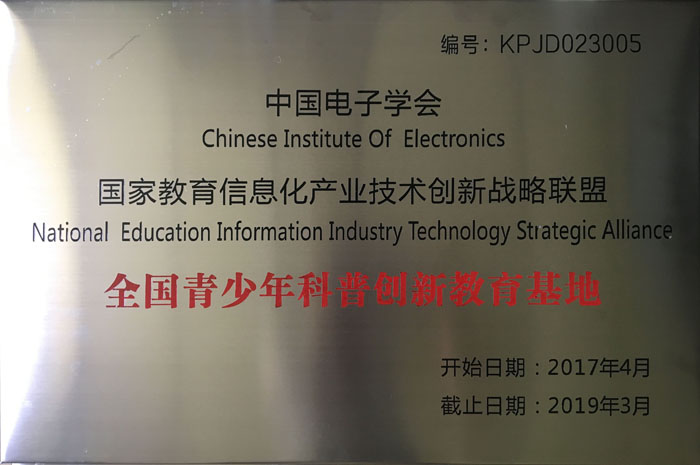 编号：KPJD023005
中国电子学会
Chinese Institute Of Electronics
国家教育信息化产业技术创新战略联盟
National Education Information Industry Technology Strategic Alliance
全国青少年科普创新教育基地
开始日期：2017年4月
截止日期：2019年3月